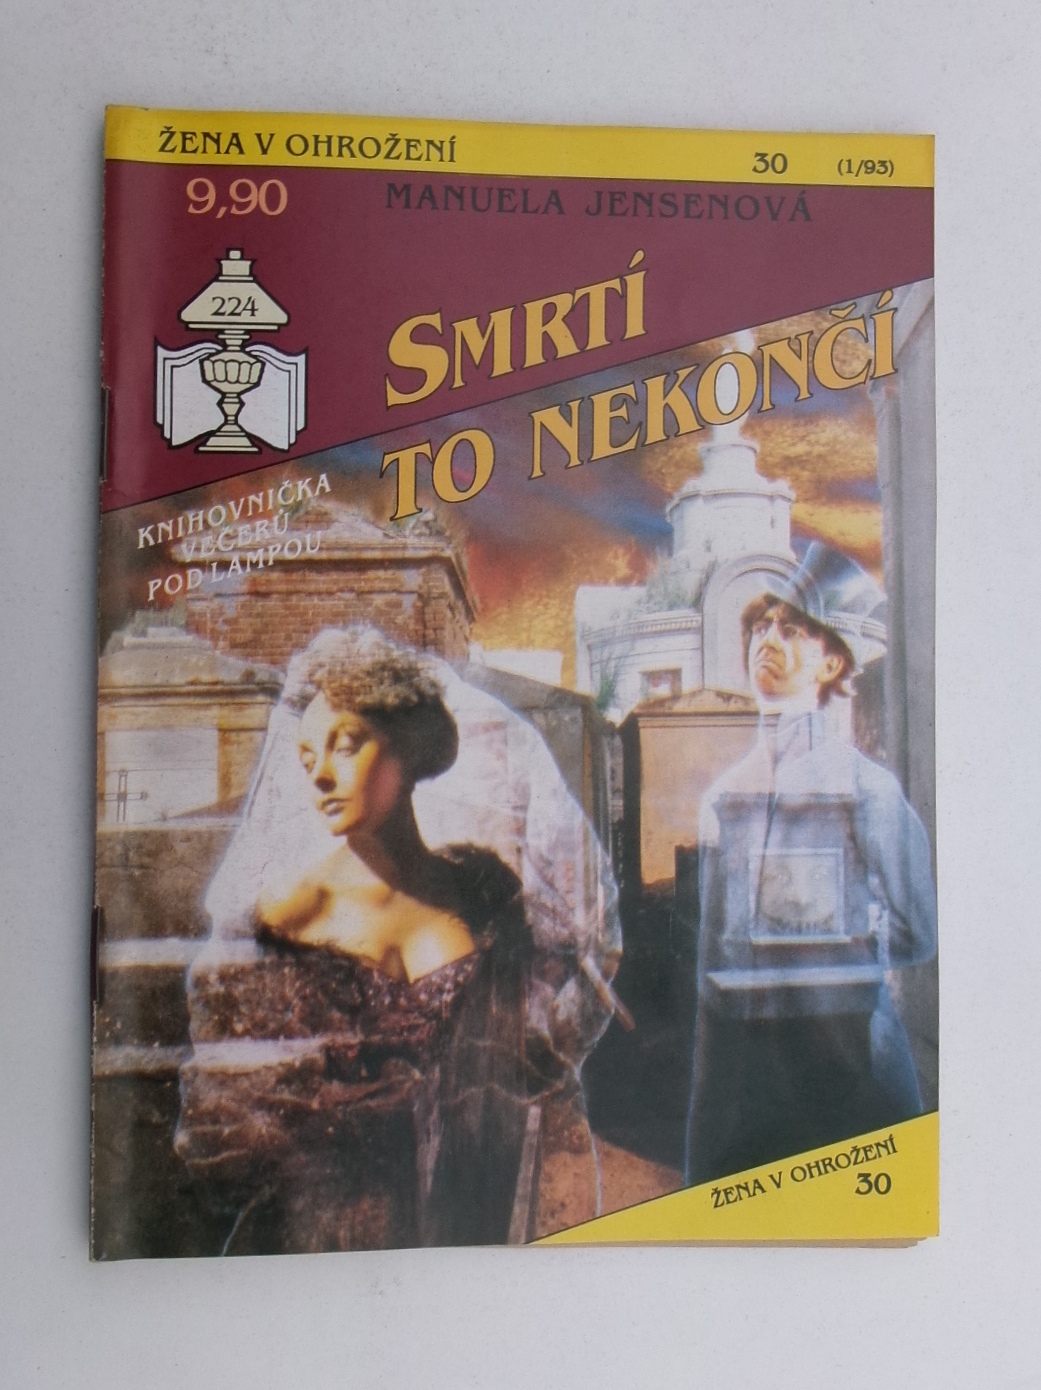 ŽENA V OHROŽENÍ
30 (1/93)
9,90
MANUELA JENSENOVÁ
224
SMRTÍ
TO NEKONČÍ
KNIHOVNIČKA
VEČERŮ
POD LAMPOU
ŽENA V OHROŽENÍ
30